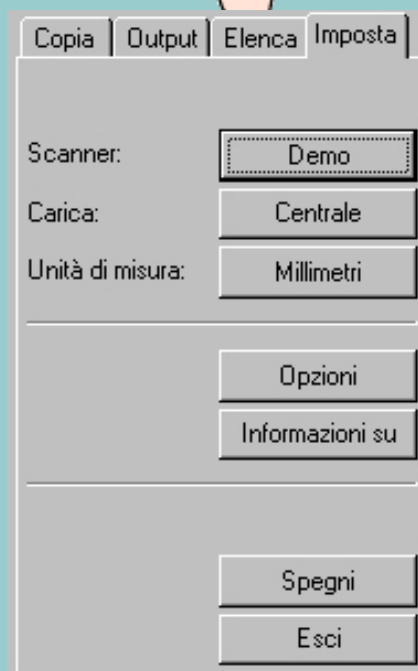 Copia Output Elenca Imposta
Scanner: Demo
Carica: Centrale
Unità di misura: Millimetri
Opzioni
Informazioni su
Spegni
Esci